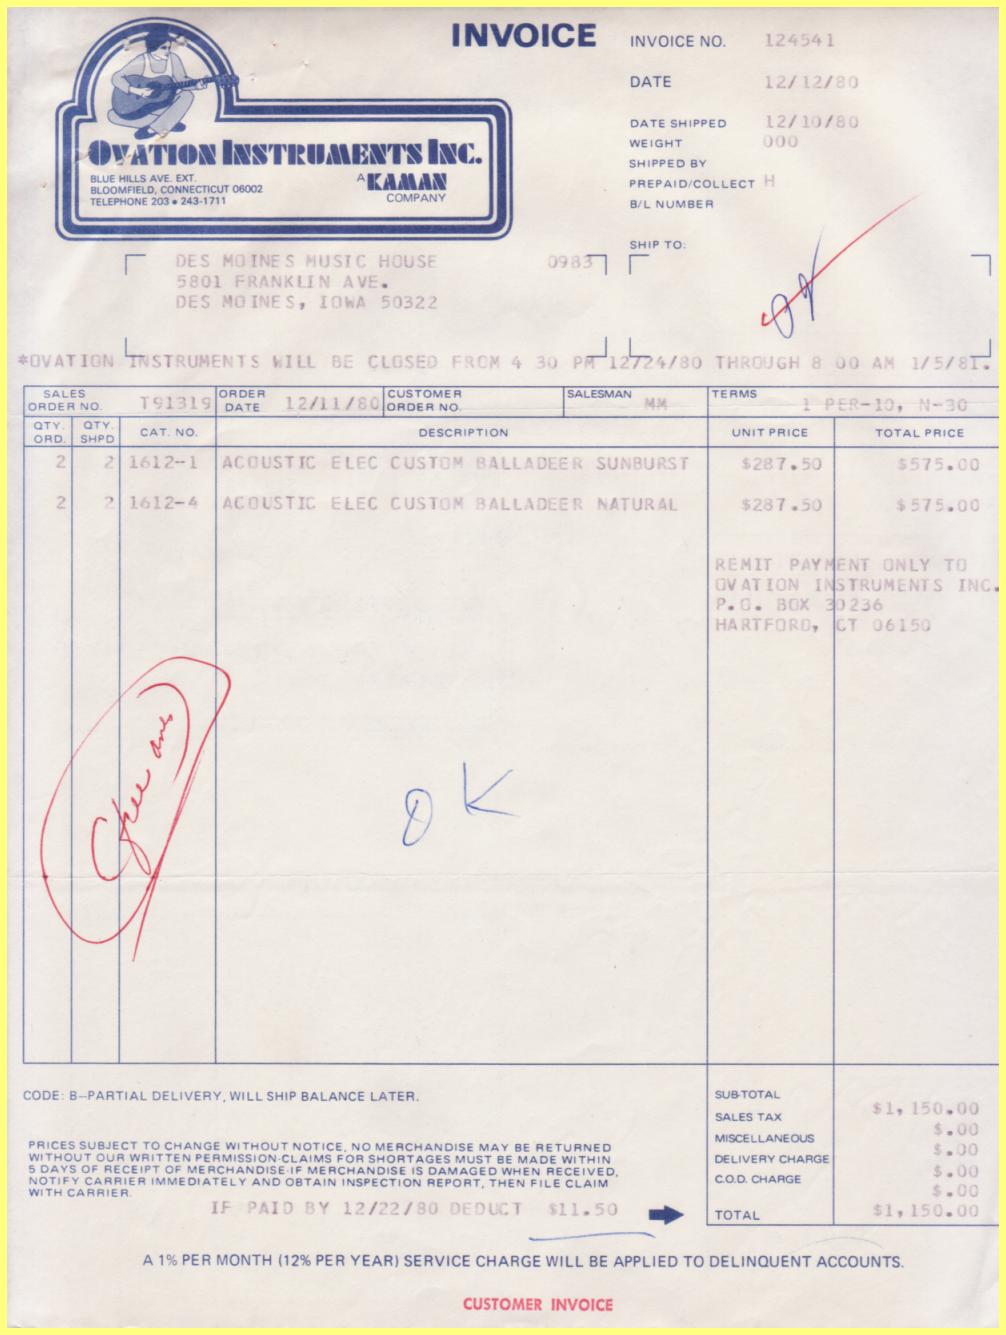 INVOICE
INVOICE NO. 124541
DATE 12/12/80
DATE SHIPPED 12/10/80
WEIGHT 000
SHIPPED BY
PREPAID/COLLECT H
B/L NUMBER
OVATION INSTRUMENTS INC.
BLUE HILLS AVE. EXT.
BLOOMFIELD, CONNECTICUT 06002
TELEPHONE 203 • 243-1711
A KAMAN
COMPANY
SHIP TO:
DES MOINES MUSIC HOUSE 0983
5801 FRANKLIN AVE.
DES MOINES, IOWA 50322
OK
*OVATION INSTRUMENTS WILL BE CLOSED FROM 4 30 PM 12/24/80 THROUGH 8 00 AM 1/5/81.
SALES ORDER NO. T91319 ORDER DATE 12/11/80 CUSTOMER ORDER NO. SALESMAN MM TERMS 1 PER-10, N-30
QTY. ORD. QTY. SHPD CAT. NO. DESCRIPTION UNIT PRICE TOTAL PRICE
2 2 1612-1 ACOUSTIC ELEC CUSTOM BALLADEER SUNBURST $287.50 $575.00
2 2 1612-4 ACOUSTIC ELEC CUSTOM BALLADEER NATURAL $287.50 $575.00
REMIT PAYMENT ONLY TO
OVATION INSTRUMENTS INC.
P.O. BOX 30236
HARTFORD, CT 06150
OK
CODE: B-PARTIAL DELIVERY, WILL SHIP BALANCE LATER.
SUB-TOTAL $1,150.00
SALES TAX $.00
MISCELLANEOUS $.00
DELIVERY CHARGE $.00
C.O.D. CHARGE $.00
PRICES SUBJECT TO CHANGE WITHOUT NOTICE, NO MERCHANDISE MAY BE RETURNED
WITHOUT OUR WRITTEN PERMISSION-CLAIMS FOR SHORTAGES MUST BE MADE WITHIN
5 DAYS OF RECEIPT OF MERCHANDISE-IF MERCHANDISE IS DAMAGED WHEN RECEIVED,
NOTIFY CARRIER IMMEDIATELY AND OBTAIN INSPECTION REPORT, THEN FILE CLAIM
WITH CARRIER.
IF PAID BY 12/22/80 DEDUCT $11.50
TOTAL $1,150.00
A 1% PER MONTH (12% PER YEAR) SERVICE CHARGE WILL BE APPLIED TO DELINQUENT ACCOUNTS.
CUSTOMER INVOICE